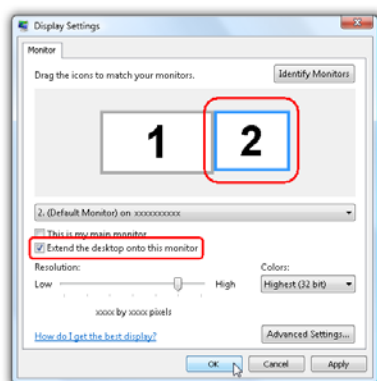 Display Settings
Monitor
Drag the icons to match your monitors.
Identify Monitors
1
2
2. (Default Monitor) on xxxxxxxxxx
This is my main monitor
Extend the desktop onto this monitor
Resolution:
Low
High
xxxx by xxxx pixels
Colors:
Highest (32 bit)
How do I get the best display?
Advanced Settings...
OK
Cancel
Apply